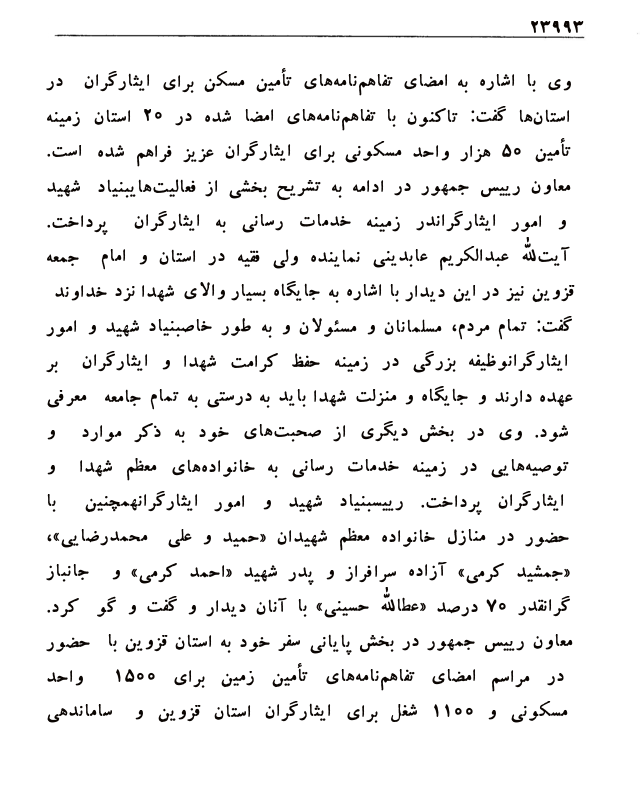 ۲۳۹۹۳
وی با اشاره به امضای تفاهم‌نامه‌های تأمین مسکن برای ایثارگران در
استان‌ها گفت: تاکنون با تفاهم‌نامه‌های امضا شده در ۲۰ استان زمینه
تأمین ۵۰ هزار واحد مسکونی برای ایثارگران عزیز فراهم شده است.
معاون رییس جمهور در ادامه به تشریح بخشی از فعالیت‌هایبنیاد شهید
و امور ایثارگراندر زمینه خدمات رسانی به ایثارگران پرداخت.
آیت‌الله عبدالکریم عابدینی نماینده ولی فقیه در استان و امام جمعه
قزوین نیز در این دیدار با اشاره به جایگاه بسیار والای شهدا نزد خداوند
گفت: تمام مردم، مسلمانان و مسئولان و به طور خاصبنیاد شهید و امور
ایثارگرانوظیفه بزرگی در زمینه حفظ کرامت شهدا و ایثارگران بر
عهده دارند و جایگاه و منزلت شهدا باید به درستی به تمام جامعه معرفی
شود. وی در بخش دیگری از صحبت‌های خود به ذکر موارد و
توصیه‌هایی در زمینه خدمات رسانی به خانواده‌های معظم شهدا و
ایثارگران پرداخت. رییسبنیاد شهید و امور ایثارگرانهمچنین با
حضور در منازل خانواده معظم شهیدان «حمید و علی محمدرضایی»،
«جمشید کرمی» آزاده سرافراز و پدر شهید «احمد کرمی» و جانباز
گرانقدر ۷۰ درصد «عطالله حسینی» با آنان دیدار و گفت و گو کرد.
معاون رییس جمهور در بخش پایانی سفر خود به استان قزوین با حضور
در مراسم امضای تفاهم‌نامه‌های تأمین زمین برای ۱۵۰۰ واحد
مسکونی و ۱۱۰۰ شغل برای ایثارگران استان قزوین و ساماندهی